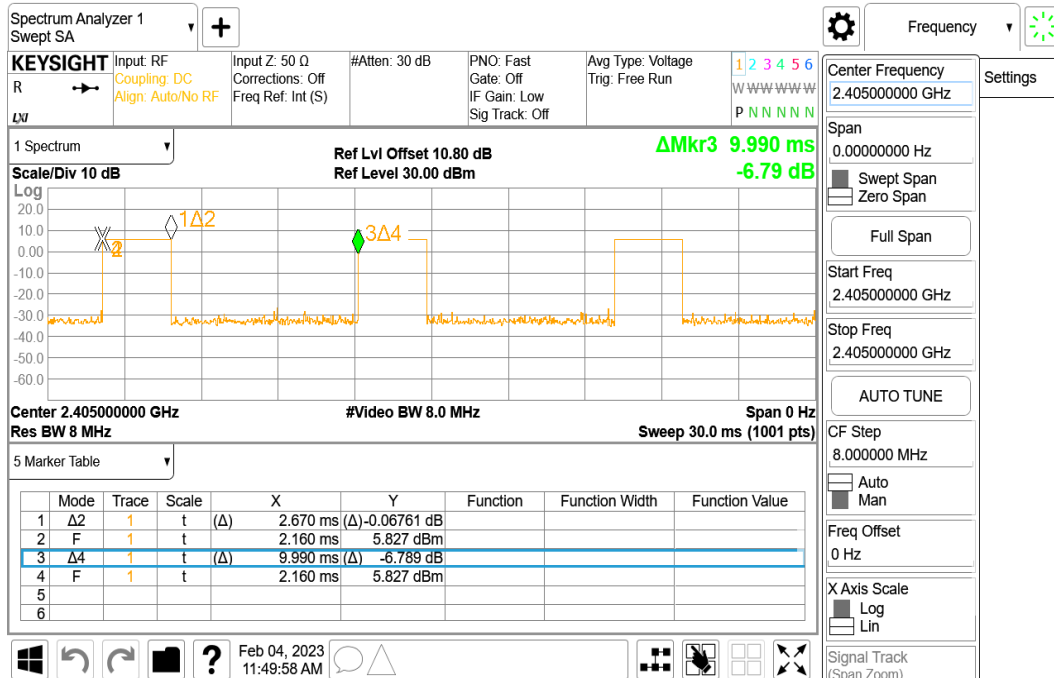 Spectrum Analyzer 1
Swept SA
Frequency
KEYSIGHT
R
LXI
Input: RF
Coupling: DC
Align: Auto/No RF
Input Z: 50 Ω
Corrections: Off
Freq Ref: Int (S)
#Atten: 30 dB
PNO: Fast
Gate: Off
IF Gain: Low
Sig Track: Off
Avg Type: Voltage
Trig: Free Run
1 2 3 4 5 6
W W W W W W
P N N N N N
1 Spectrum
Scale/Div 10 dB
Ref Lvl Offset 10.80 dB
Ref Level 30.00 dBm
ΔMkr3 9.990 ms
-6.79 dB
Log
20.0
10.0
0.00
-10.0
-20.0
-30.0
-40.0
-50.0
-60.0
1Δ2
3Δ4
Center 2.405000000 GHz
#Video BW 8.0 MHz
Span 0 Hz
Res BW 8 MHz
Sweep 30.0 ms (1001 pts)
5 Marker Table
Mode Trace Scale X Y Function Function Width Function Value
1 Δ2 1 t (Δ) 2.670 ms (Δ) -0.06761 dB
2 F 1 t 2.160 ms 5.827 dBm
3 Δ4 1 t (Δ) 9.990 ms (Δ) -6.789 dB
4 F 1 t 2.160 ms 5.827 dBm
5
6
Feb 04, 2023
11:49:58 AM
Center Frequency
2.405000000 GHz
Span
0.00000000 Hz
Swept Span
Zero Span
Full Span
Start Freq
2.405000000 GHz
Stop Freq
2.405000000 GHz
AUTO TUNE
CF Step
8.000000 MHz
Auto
Man
Freq Offset
0 Hz
X Axis Scale
Log
Lin
Signal Track
(Span Zoom)
Settings